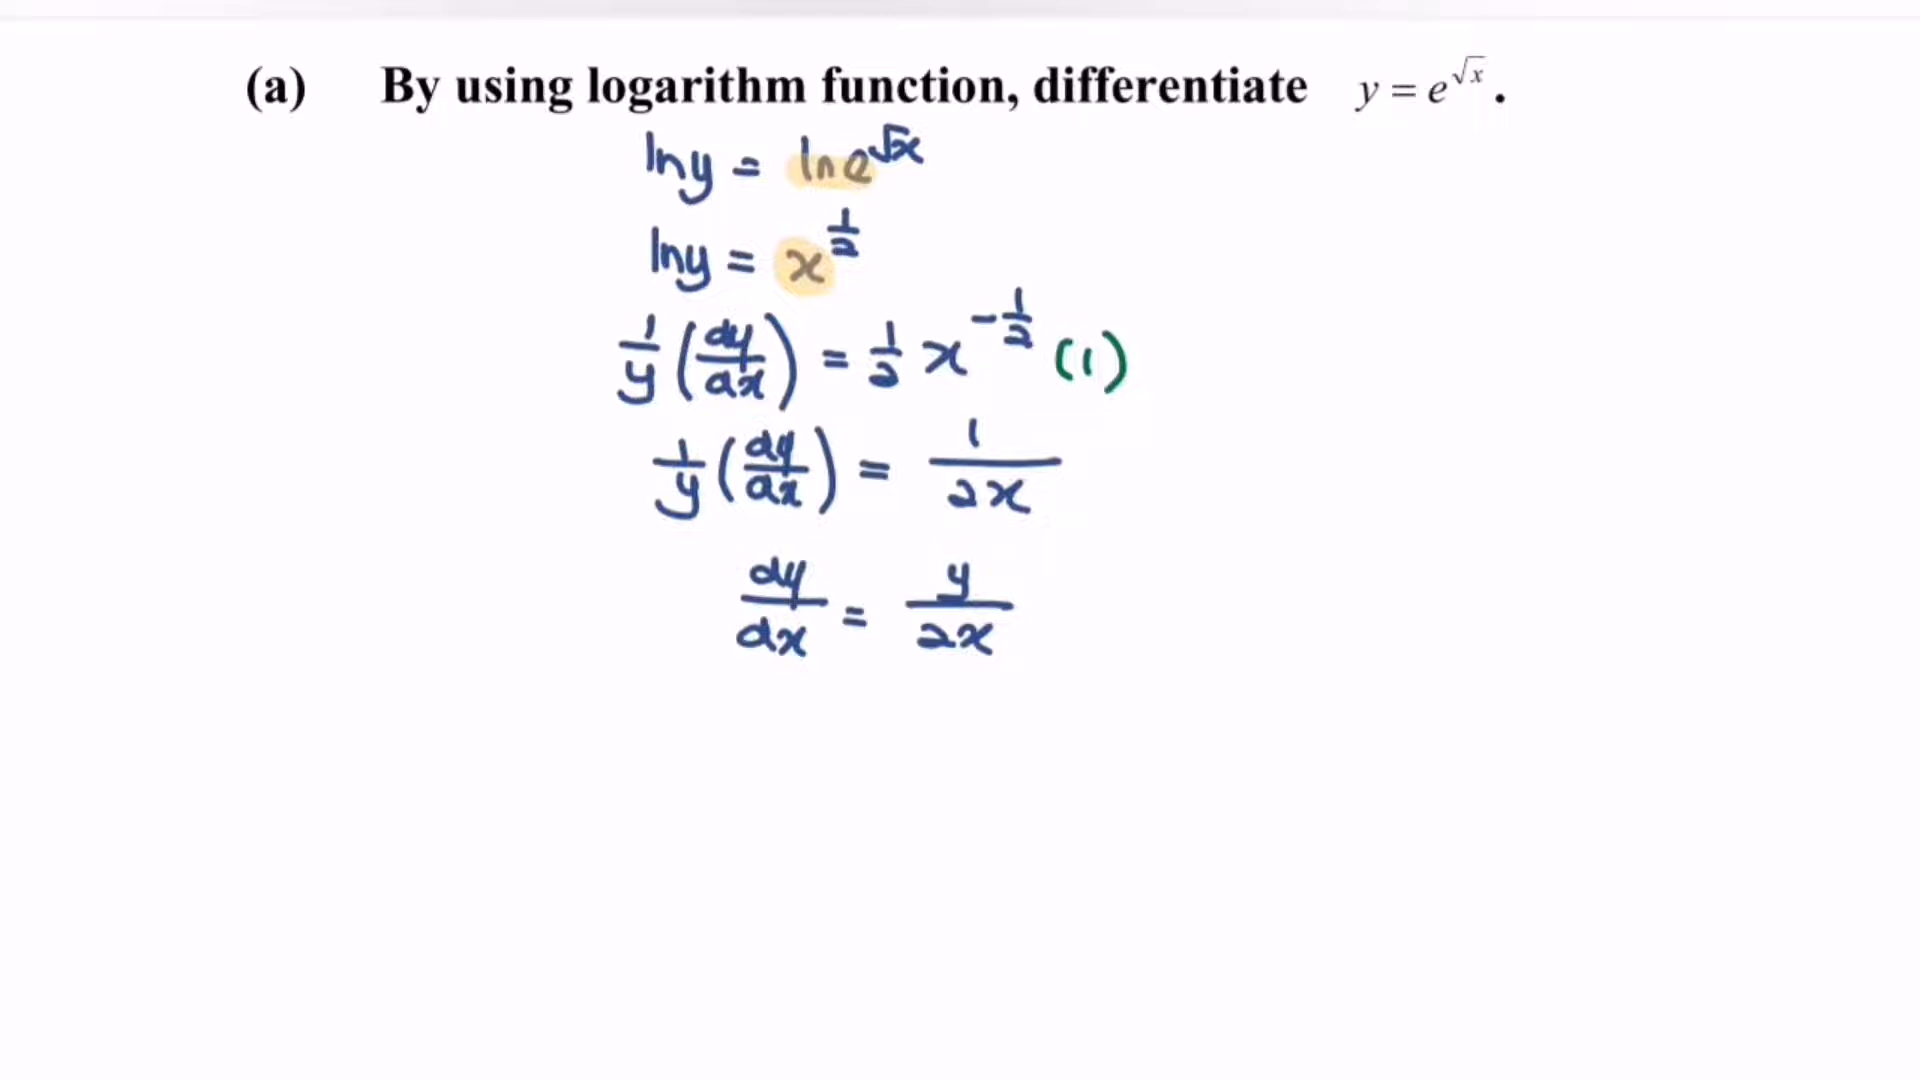 (a) By using logarithm function, differentiate y = e^√x.
ln y = ln e^√x
ln y = x^(1/2)
1/y (dy/dx) = 1/2 x^(-1/2) (1)
1/y (dy/dx) = 1/2x
dy/dx = y/2x